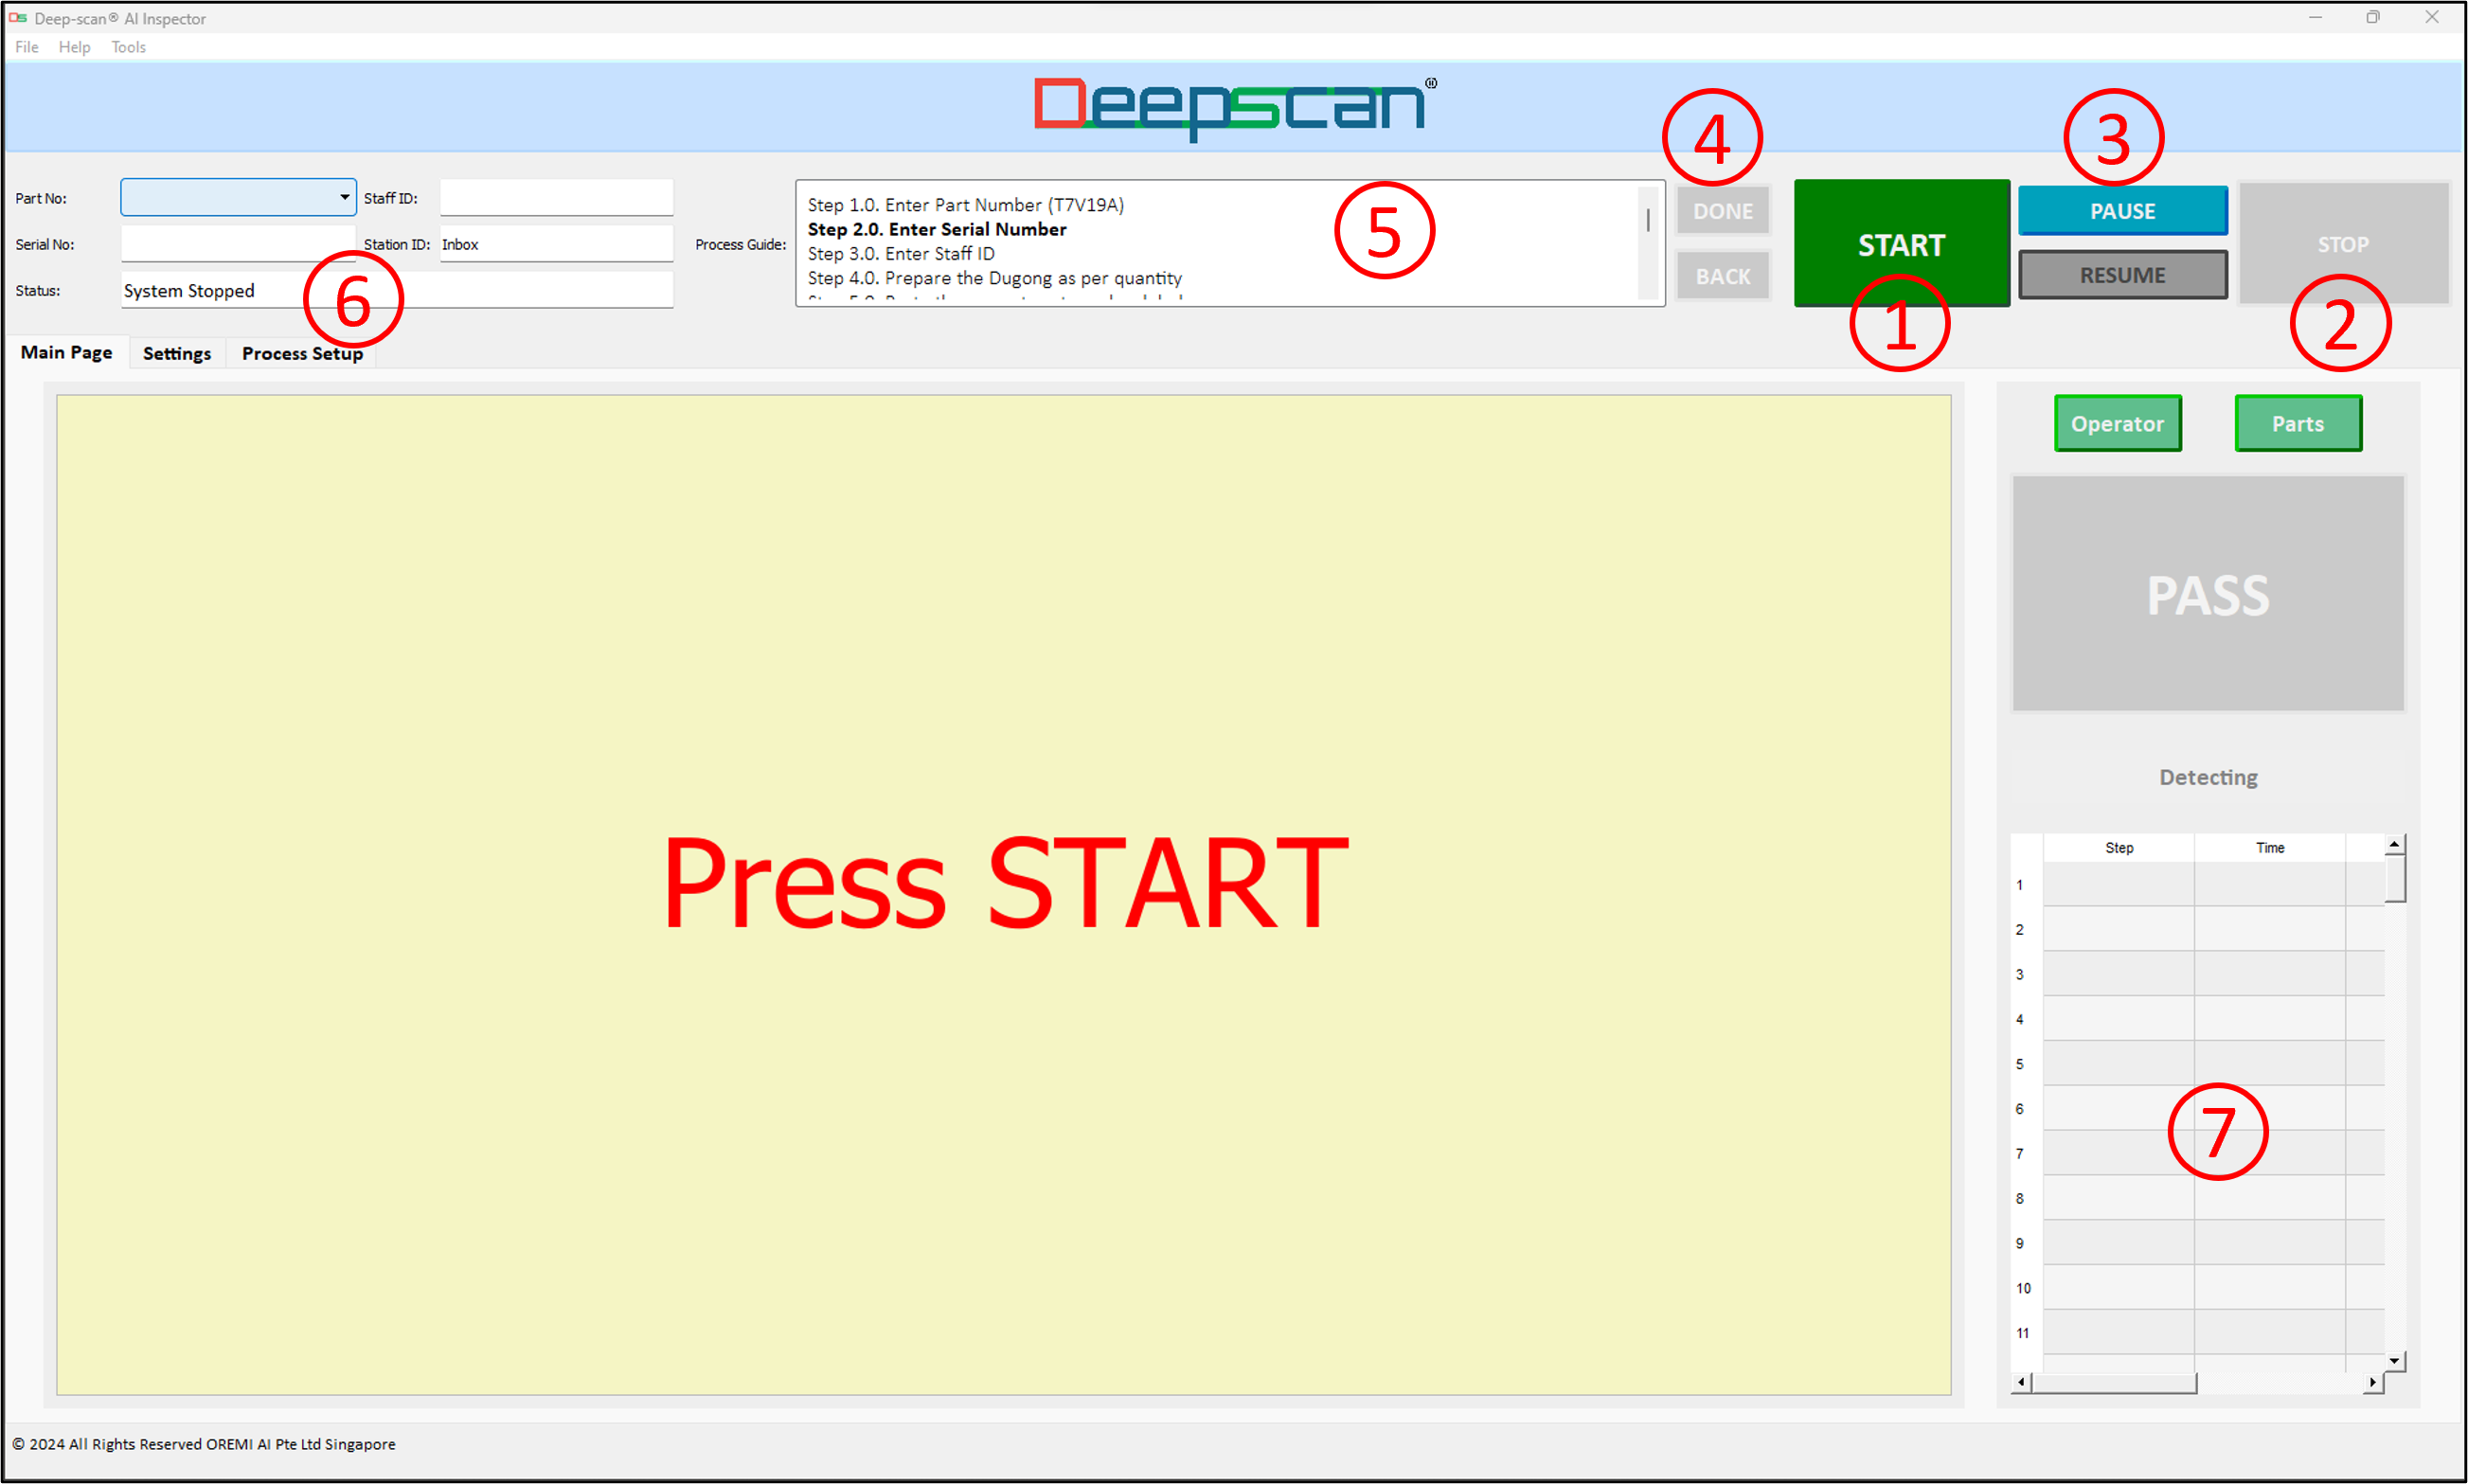 Deep-scan® AI Inspector
File Help Tools
Deepscan®
Part No:
Staff ID:
Serial No:
Station ID: Inbox
Status: System Stopped
Process Guide:
Step 1.0. Enter Part Number (T7V19A)
Step 2.0. Enter Serial Number
Step 3.0. Enter Staff ID
Step 4.0. Prepare the Dugong as per quantity
DONE
BACK
START
PAUSE
RESUME
STOP
4
3
5
6
1
2
Main Page Settings Process Setup
Press START
Operator Parts
PASS
Detecting
Step Time
1
2
3
4
5
6
7
8
9
10
11
7
© 2024 All Rights Reserved OREMI AI Pte Ltd Singapore